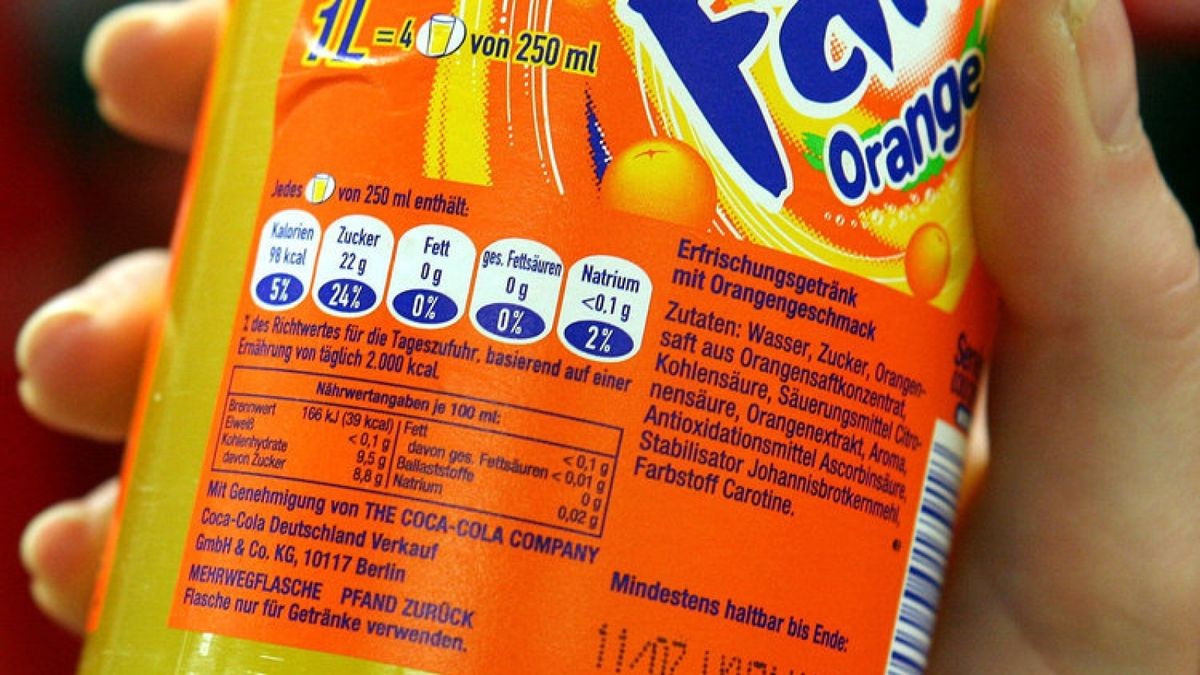 1L = 4 von 250 ml
Orange
Jedes von 250 ml enthält:
Kalorien
98 kcal
5%
Zucker
22 g
24%
Fett
0 g
0%
ges. Fettsäuren
0 g
0%
Natrium
<0.1 g
2%
% des Richtwertes für die Tageszufuhr, basierend auf einer
Ernährung von täglich 2.000 kcal.
Nährwertangaben je 100 ml:
Brennwert 166 kJ (39 kcal)
Eiweß <0,1 g
Kohlenhydrate 9,5 g
davon Zucker 8,8 g
Fett <0,1 g
davon ges. Fettsäuren <0,01 g
Ballaststoffe 0 g
Natrium 0,02 g
Mit Genehmigung von THE COCA-COLA COMPANY
Coca-Cola Deutschland Verkauf
GmbH & Co. KG, 10117 Berlin
MEHRWEGFLASCHE PFAND ZURÜCK
Flasche nur für Getränke verwenden.
Erfrischungsgetränk
mit Orangengeschmack
Zutaten: Wasser, Zucker, Orangen-
saft aus Orangensaftkonzentrat,
Kohlensäure, Säuerungsmittel Citro-
nensäure, Orangenextrakt, Aroma,
Antioxidationsmittel Ascorbinsäure,
Stabilisator Johannisbrotkernmehl,
Farbstoff Carotine.
Mindestens haltbar bis Ende: